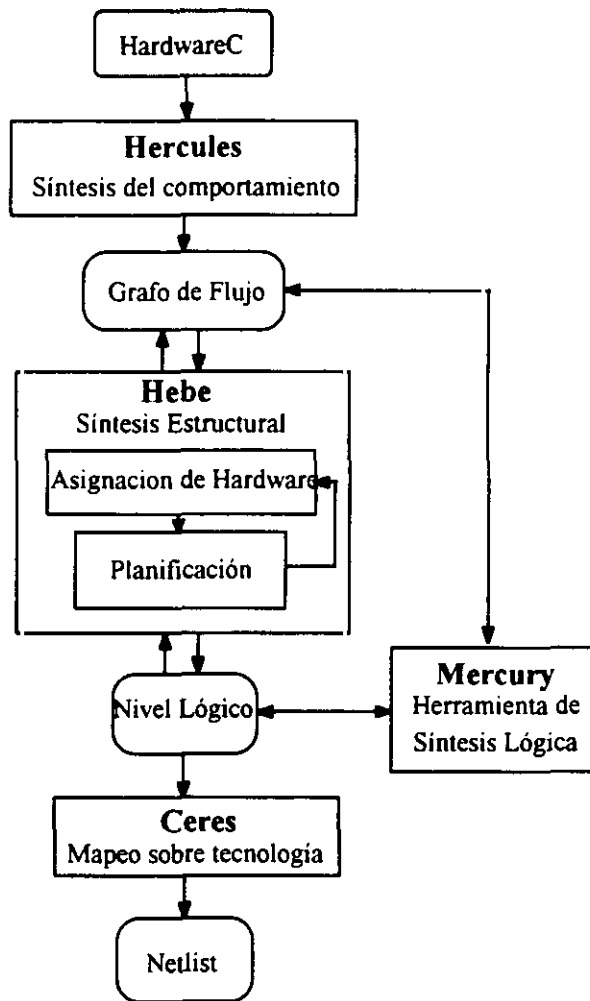 HardwareC
Hercules
Síntesis del comportamiento
Grafo de Flujo
Hebe
Síntesis Estructural
Asignacion de Hardware
Planificación
Nivel Lógico
Mercury
Herramienta de
Síntesis Lógica
Ceres
Mapeo sobre tecnología
Netlist